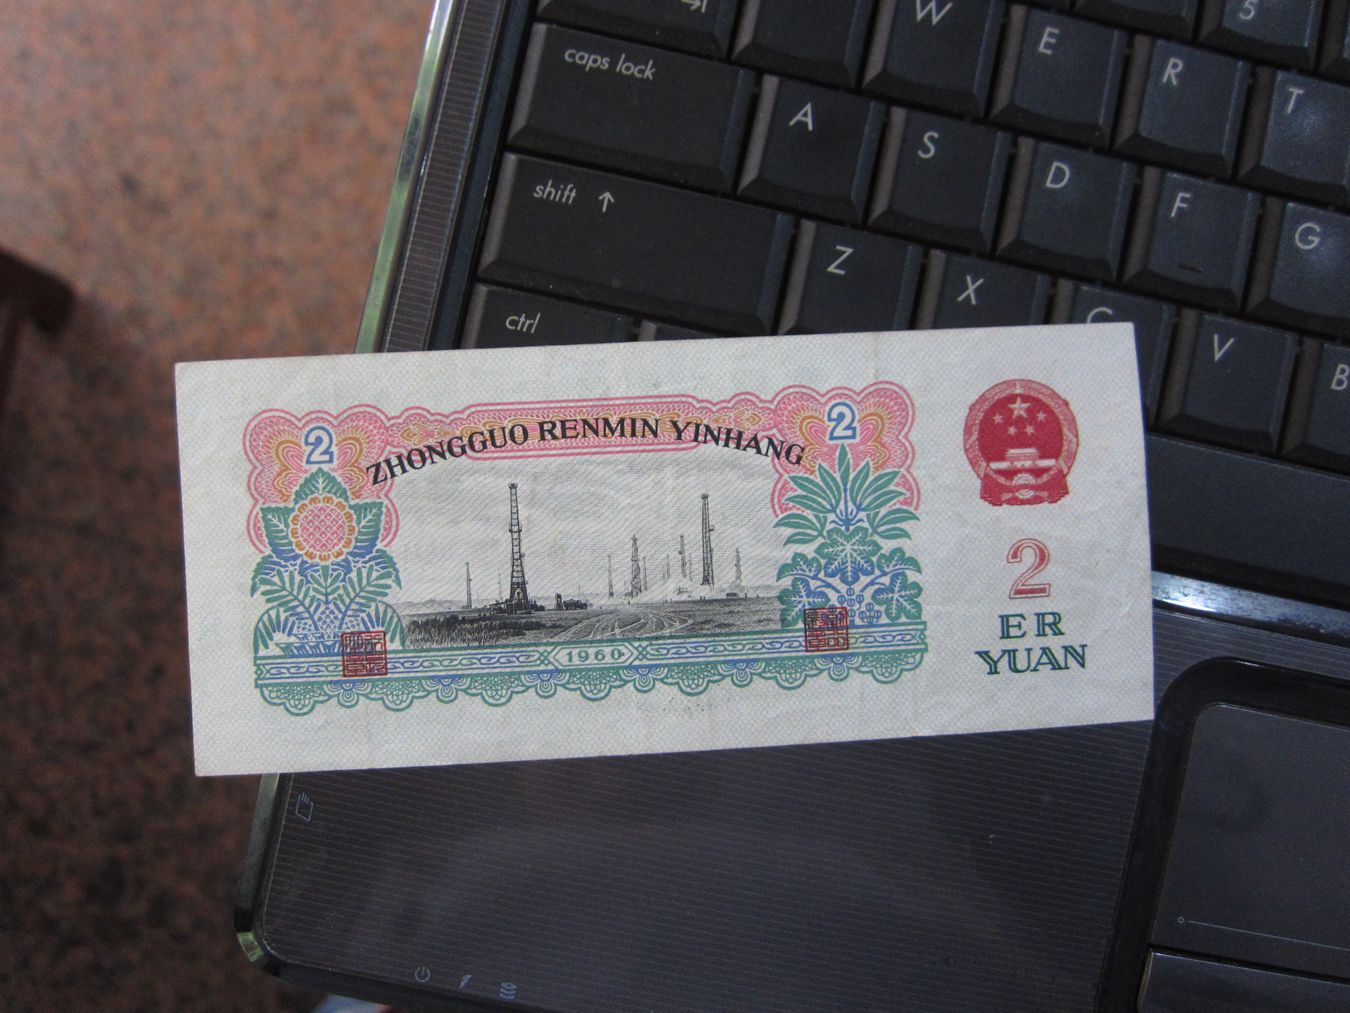 W
5
E
R
T
caps lock
A
S
D
F
G
shift ↑
Z
X
C
V
B
ctrl
2
ZHONGGUO RENMIN YINHANG
2
1960
2
ER
YUAN